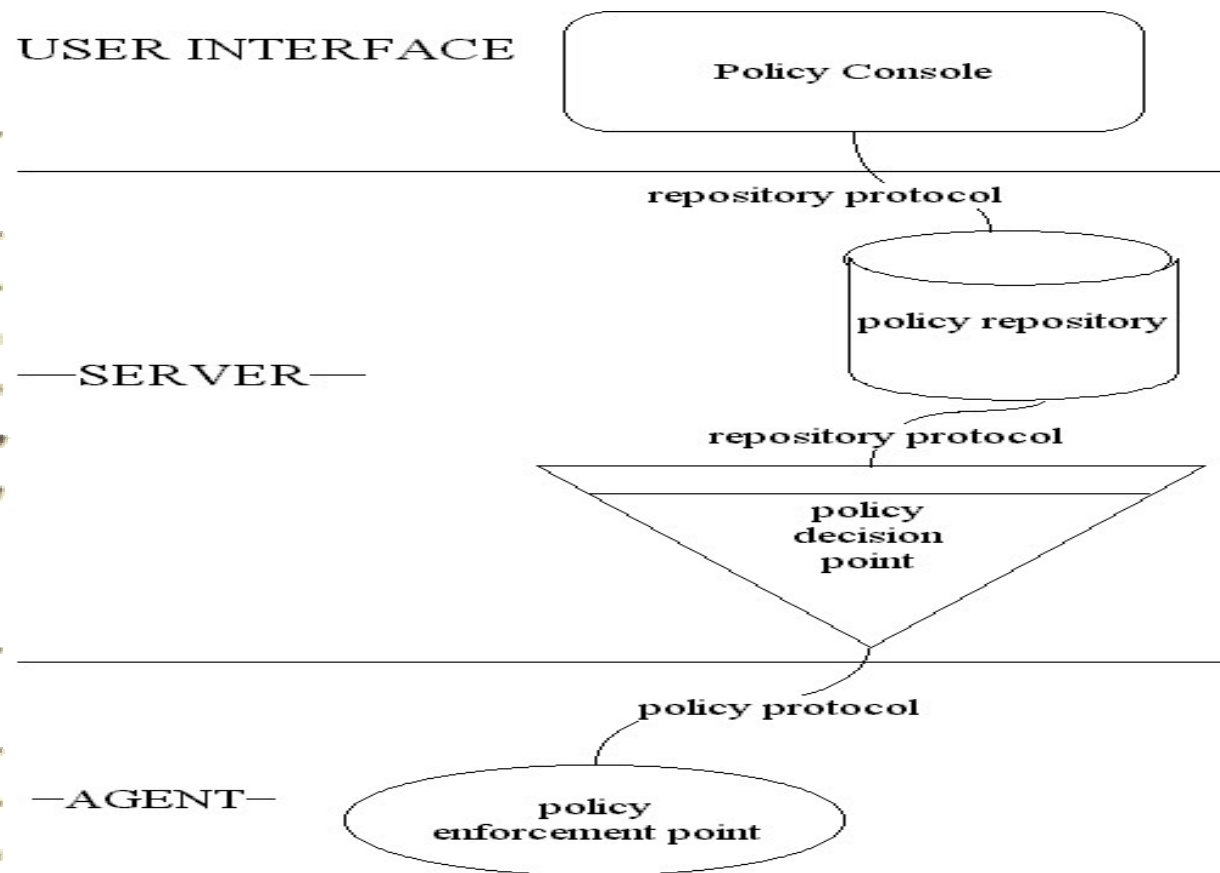 USER INTERFACE
Policy Console
repository protocol
policy repository
—SERVER—
repository protocol
policy
decision
point
policy protocol
—AGENT—
policy
enforcement point